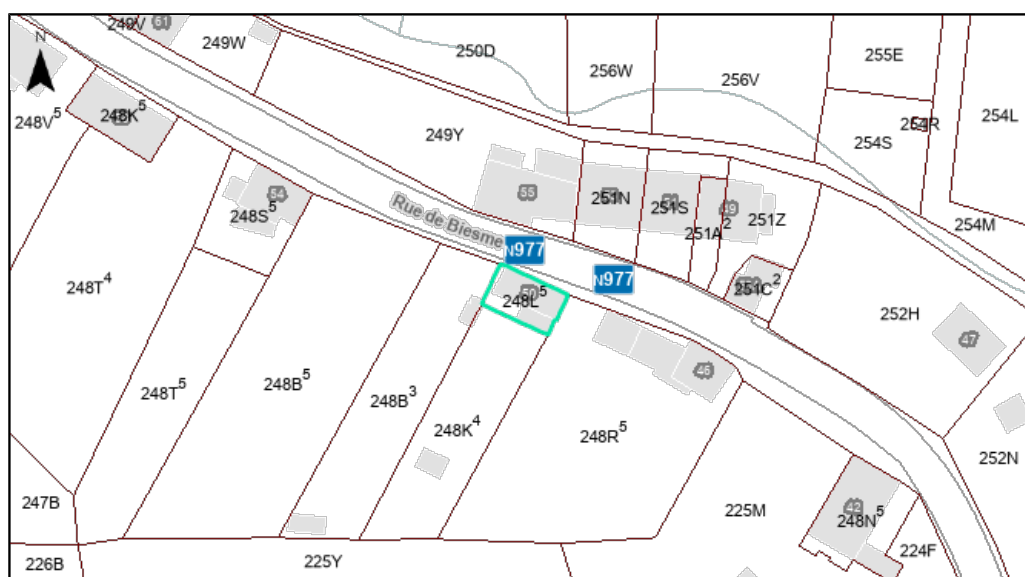 249V
61
249W
250D
256W
256V
255E
254R
254S
254L
N
248V⁵
248K⁵
249Y
54
248S⁵
55
251N
251S
49
251A²
251Z
254M
Rue de Biesme
N977
N977
251C²
248T⁴
50
248L⁵
252H
47
46
248T⁵
248B⁵
248B³
248K⁴
248R⁵
252N
247B
225M
42
248N⁵
224F
226B
225Y